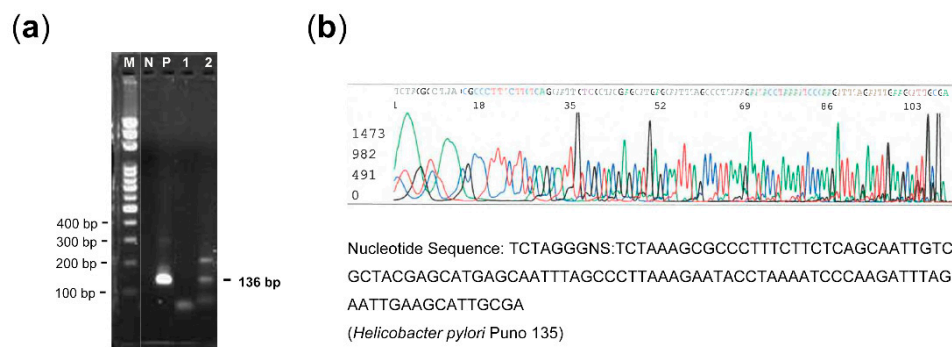 (a)
(b)
M N P 1 2
400 bp
300 bp
200 bp
100 bp
136 bp
1 18 35 52 69 86 103
1473
982
491
0
Nucleotide Sequence: TCTAGGGNS:TCTAAAGCGCCCTTTCTTCTCAGCAATTGTC
GCTACGAGCATGAGCAATTTAGCCCTTAAAGAATACCTAAAATCCCAAGATTTAG
AATTGAAGCATTGCGA
(Helicobacter pylori Puno 135)